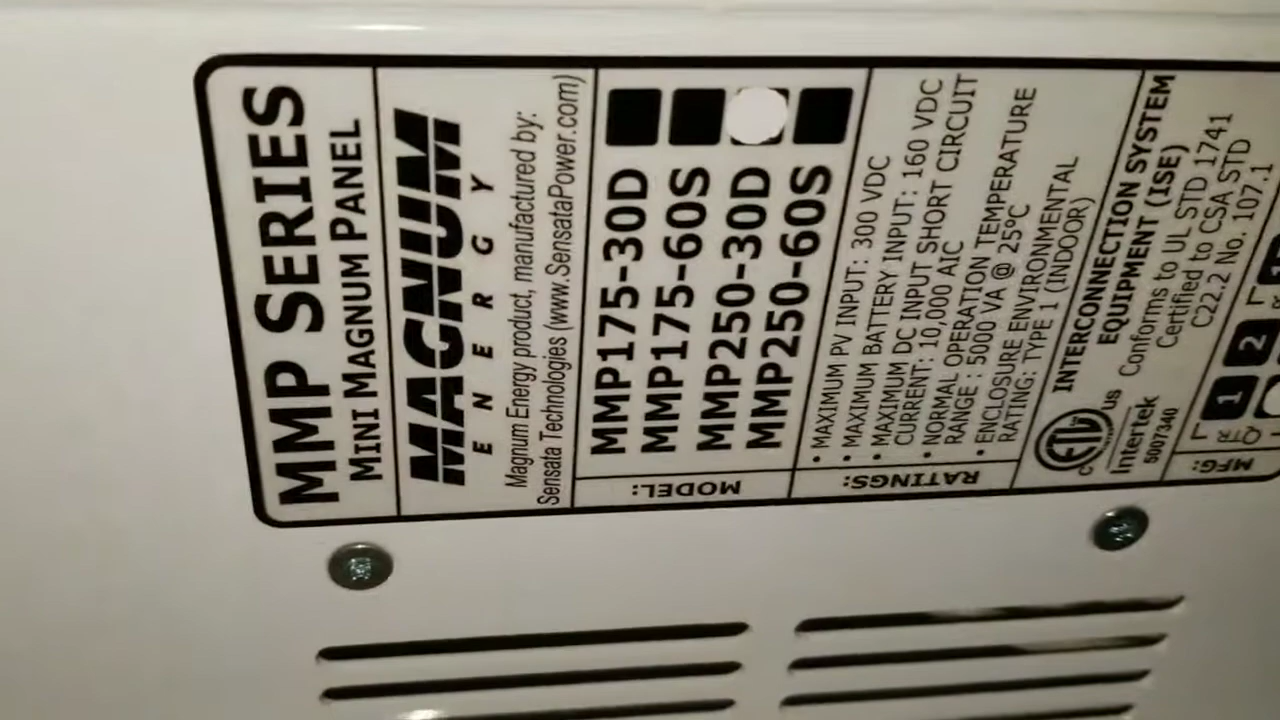 MMP SERIES
MINI MAGNUM PANEL
MAGNUM
ENERGY
Magnum Energy product, manufactured by:
Sensata Technologies (www.SensataPower.com)
MODEL:
MMP175-30D
MMP175-60S
MMP250-30D
MMP250-60S
RATINGS:
• MAXIMUM PV INPUT: 300 VDC
• MAXIMUM BATTERY INPUT: 160 VDC
• MAXIMUM DC INPUT SHORT CIRCUIT
CURRENT: 10,000 AIC
• NORMAL OPERATION TEMPERATURE
RANGE: 5000 VA @ 25°C
• ENCLOSURE ENVIRONMENTAL
RATING: TYPE 1 (INDOOR)
INTERCONNECTION SYSTEM
EQUIPMENT (ISE)
C ETL US
Intertek
5007340
Conforms to UL STD 1741
Certified to CSA STD
C22.2 No. 107.1
MFG:
QTR
1 2